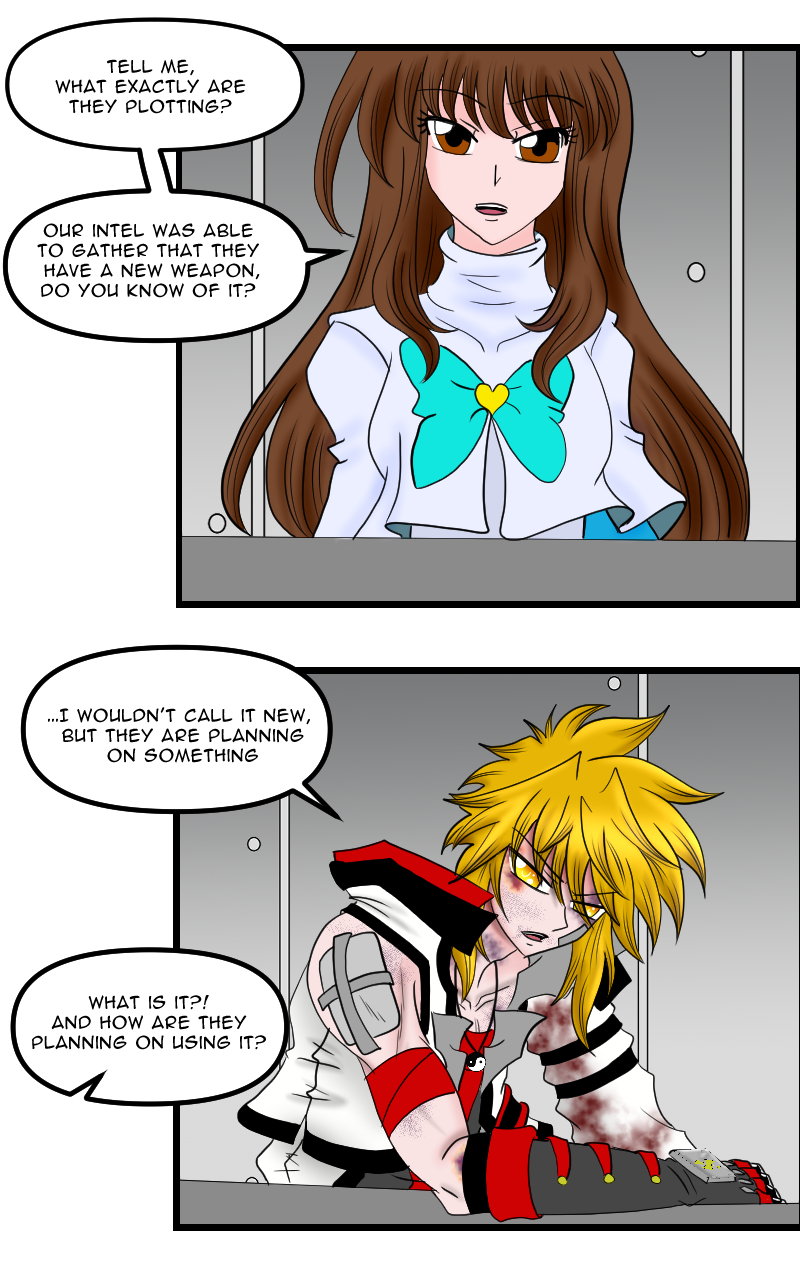 TELL ME,
WHAT EXACTLY ARE
THEY PLOTTING?
OUR INTEL WAS ABLE
TO GATHER THAT THEY
HAVE A NEW WEAPON,
DO YOU KNOW OF IT?
...I WOULDN'T CALL IT NEW,
BUT THEY ARE PLANNING
ON SOMETHING
WHAT IS IT?!
AND HOW ARE THEY
PLANNING ON USING IT?